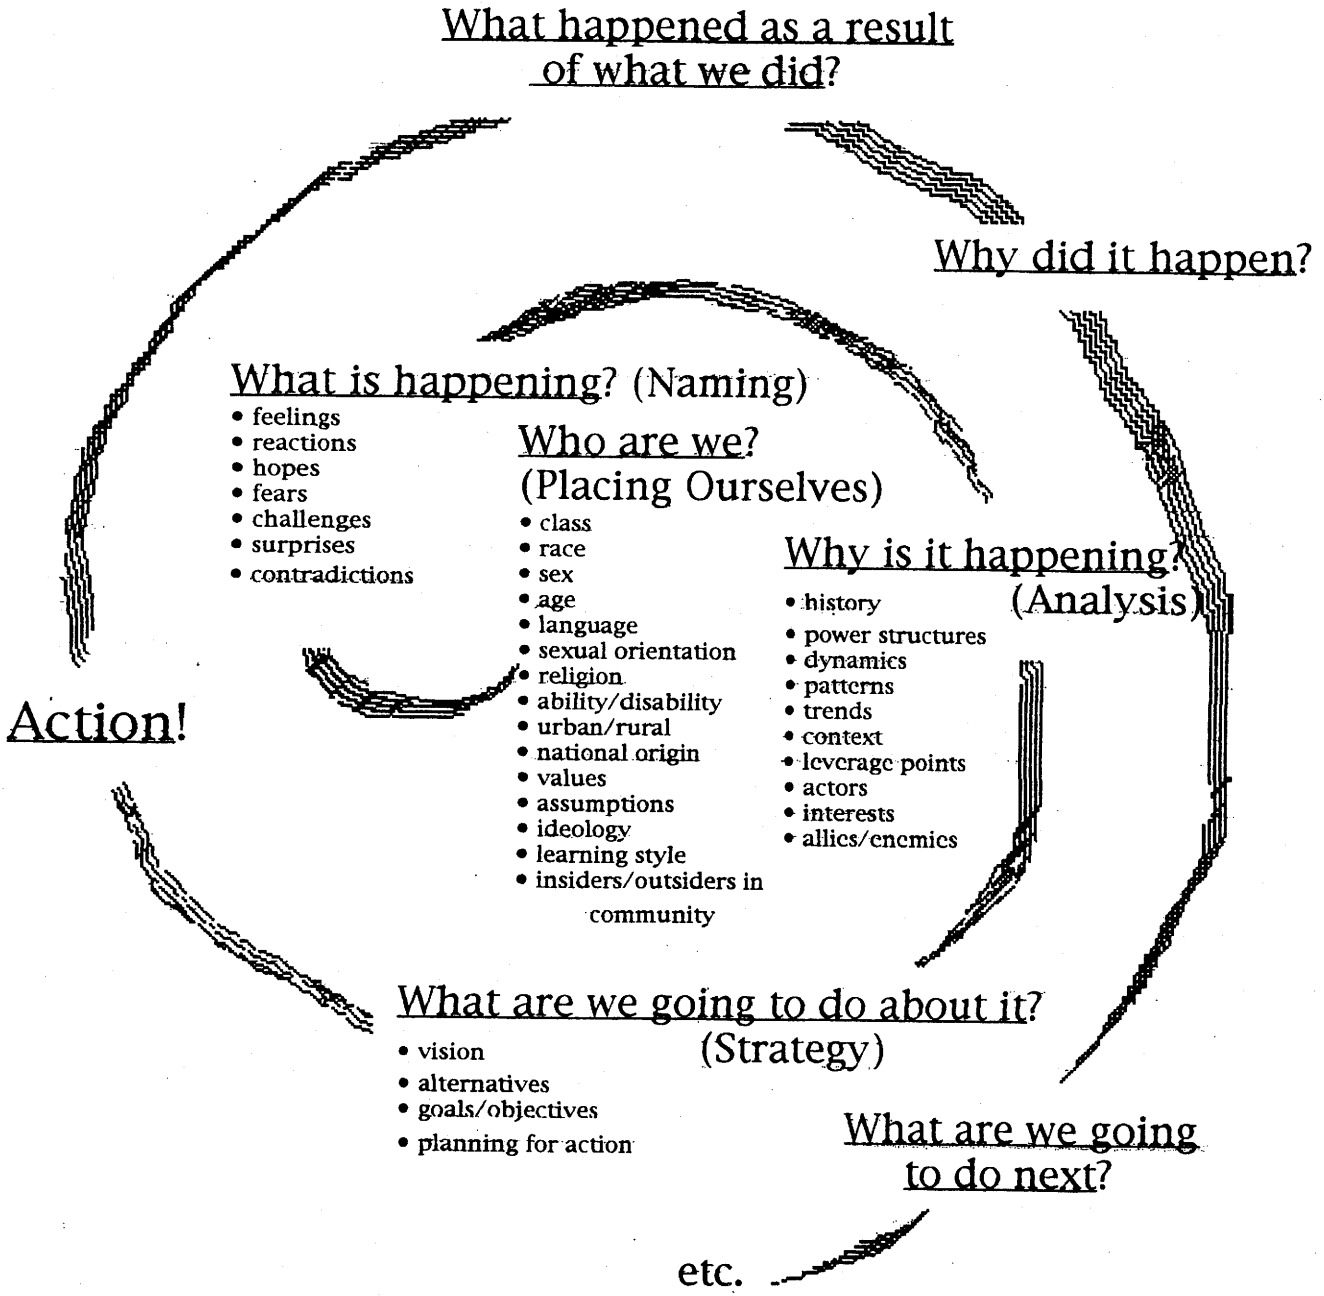 What happened as a result
of what we did?
Why did it happen?
What is happening? (Naming)
• feelings
• reactions
• hopes
• fears
• challenges
• surprises
• contradictions
Who are we?
(Placing Ourselves)
• class
• race
• sex
• age
• language
• sexual orientation
• religion
• ability/disability
• urban/rural
• national origin
• values
• assumptions
• ideology
• learning style
• insiders/outsiders in
community
Why is it happening?
(Analysis)
• history
• power structures
• dynamics
• patterns
• trends
• context
• leverage points
• actors
• interests
• allies/enemies
Action!
What are we going to do about it?
(Strategy)
• vision
• alternatives
• goals/objectives
• planning for action
What are we going
to do next?
etc.